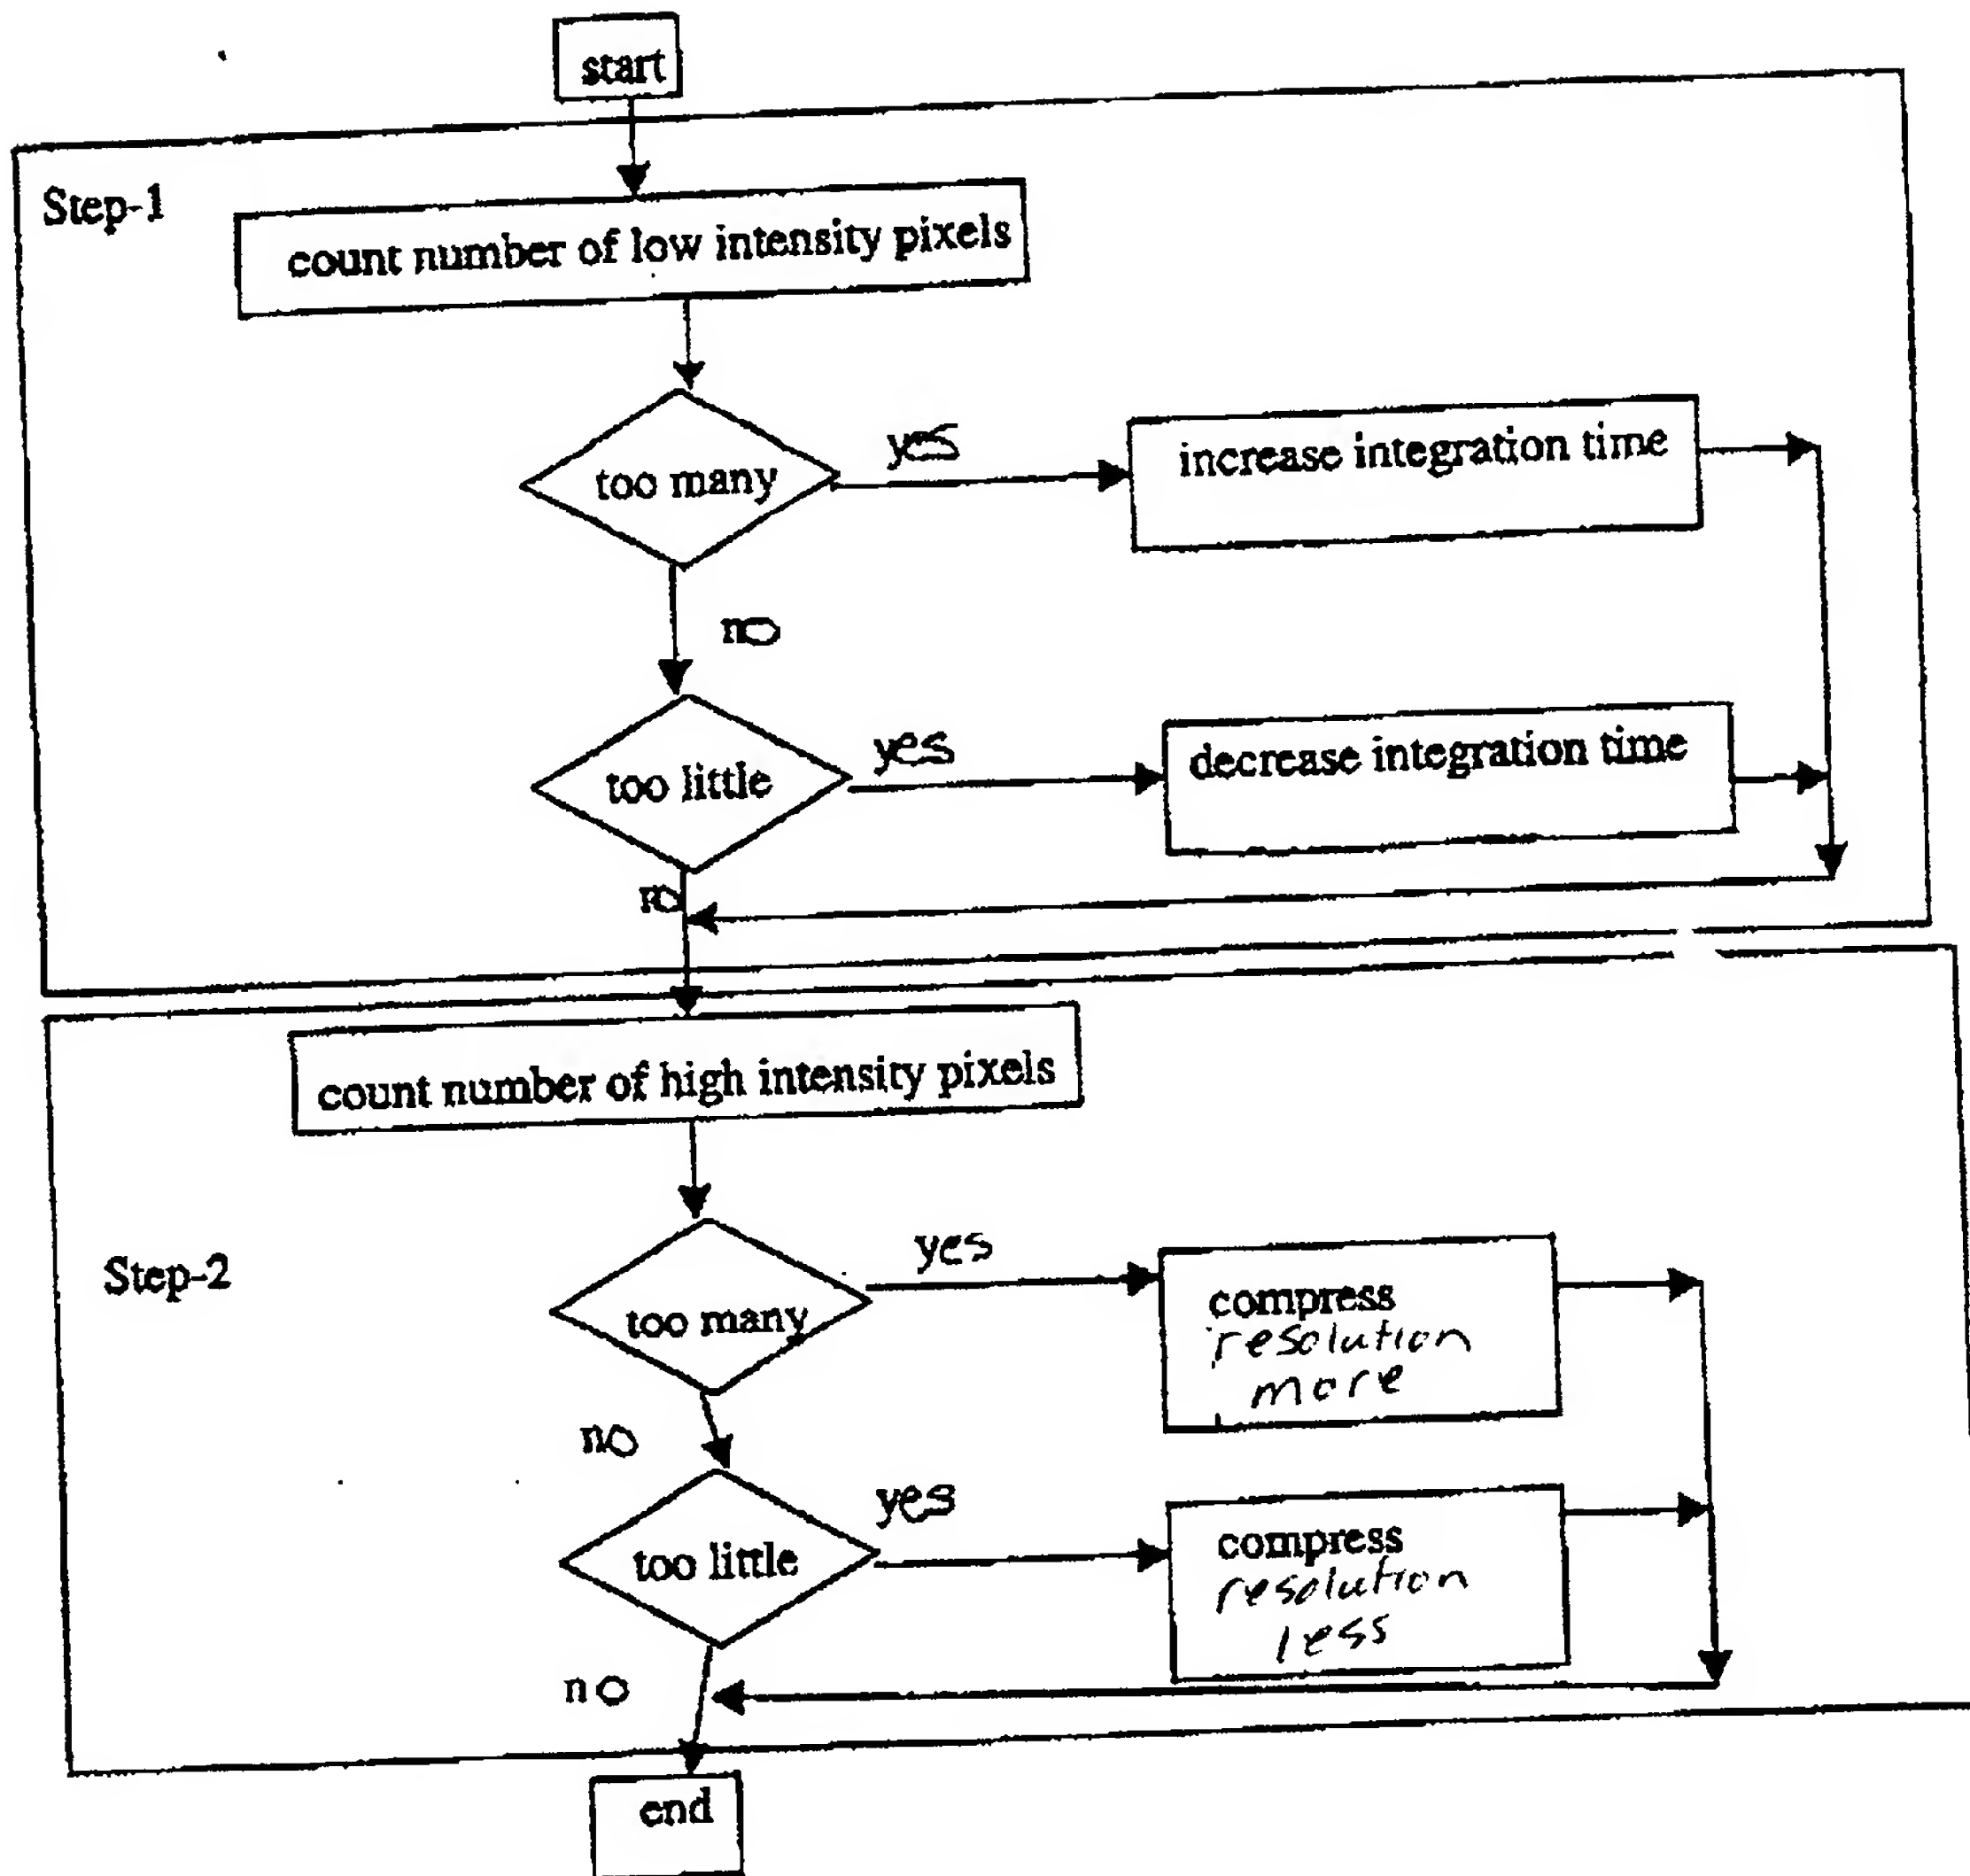 start
Step-1
count number of low intensity pixels
too many
yes
increase integration time
no
too little
yes
decrease integration time
no
count number of high intensity pixels
Step-2
too many
yes
compress
resolution
more
no
too little
yes
compress
resolution
less
no
end